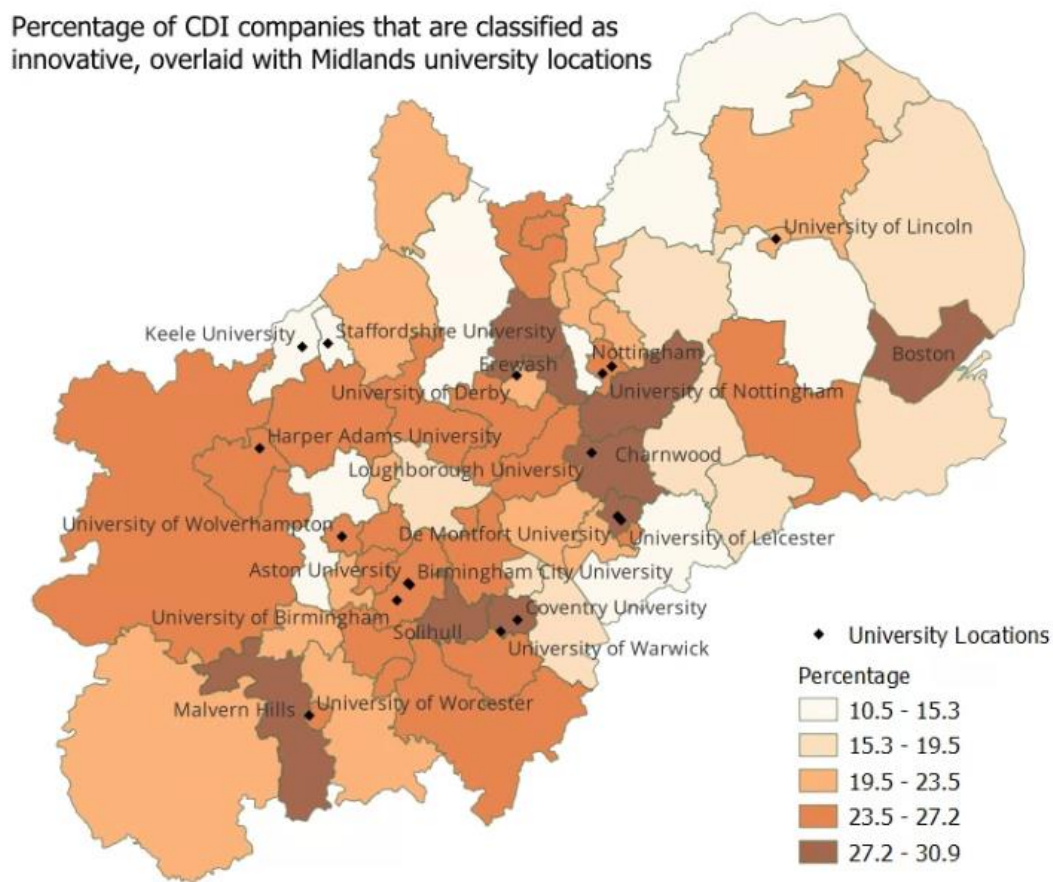 Percentage of CDI companies that are classified as
innovative, overlaid with Midlands university locations
University of Lincoln
Keele University
Staffordshire University
Nottingham
Boston
Erewash
University of Derby
University of Nottingham
Harper Adams University
Charnwood
Loughborough University
University of Wolverhampton
De Montfort University
University of Leicester
Aston University
Birmingham City University
University of Birmingham
Coventry University
Solihull
University of Warwick
Malvern Hills
University of Worcester
University Locations
Percentage
10.5 - 15.3
15.3 - 19.5
19.5 - 23.5
23.5 - 27.2
27.2 - 30.9